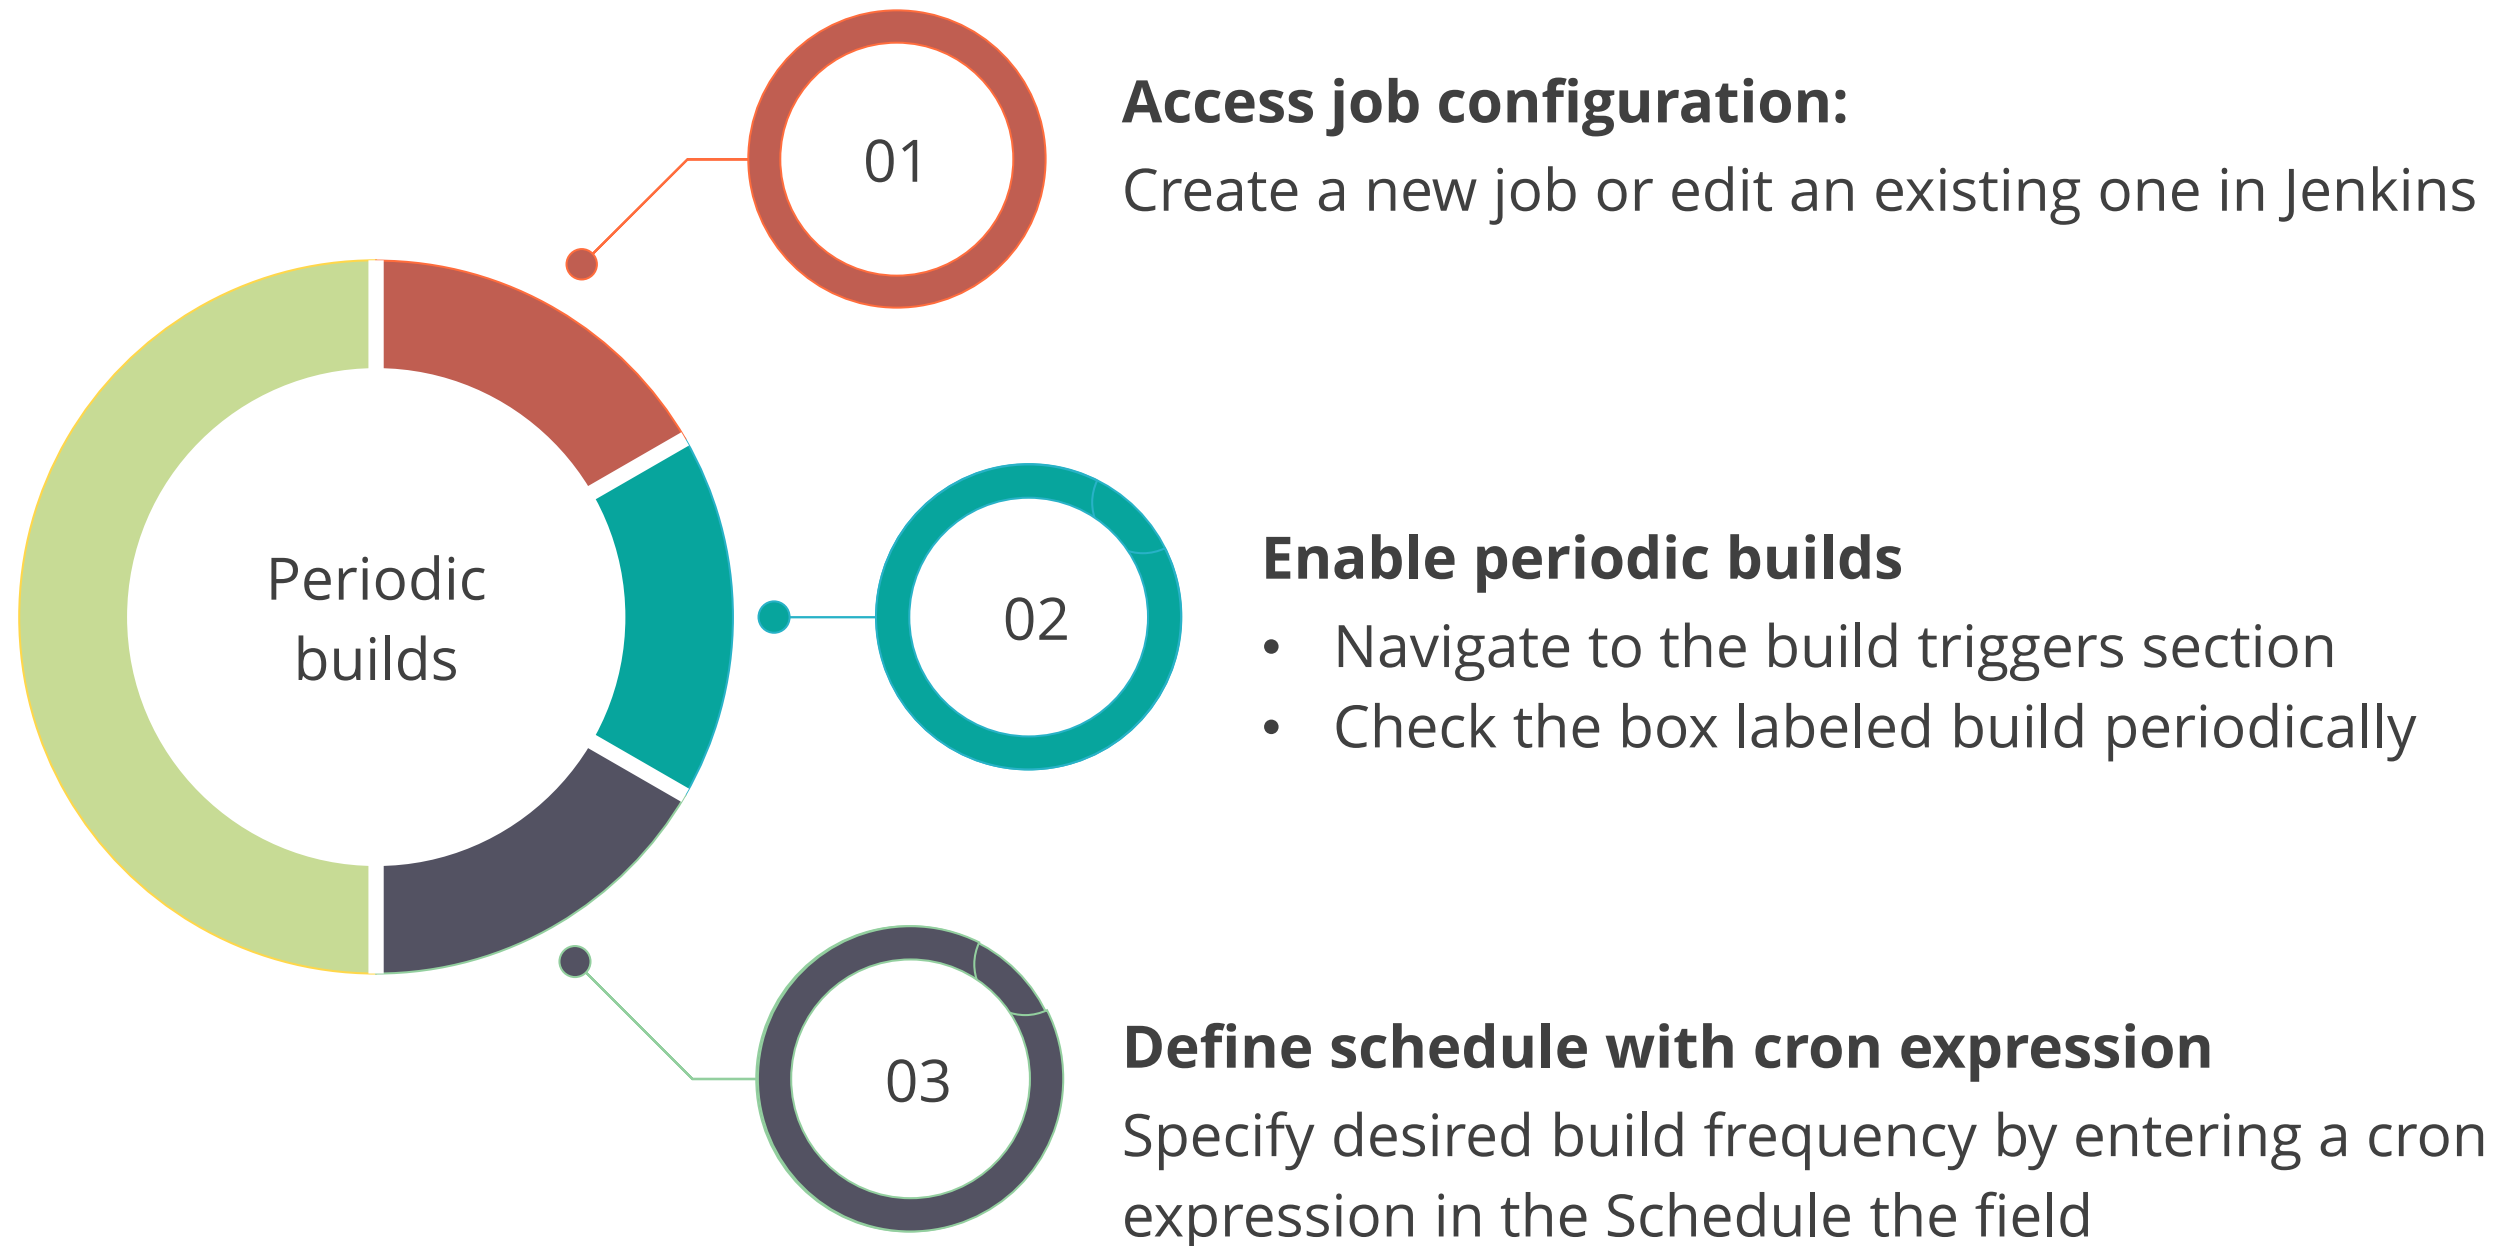 01
Access job configuration:
Create a new job or edit an existing one in Jenkins
Periodic
builds
02
Enable periodic builds
• Navigate to the build triggers section
• Check the box labeled build periodically
03
Define schedule with cron expression
Specify desired build frequency by entering a cron
expression in the Schedule the field